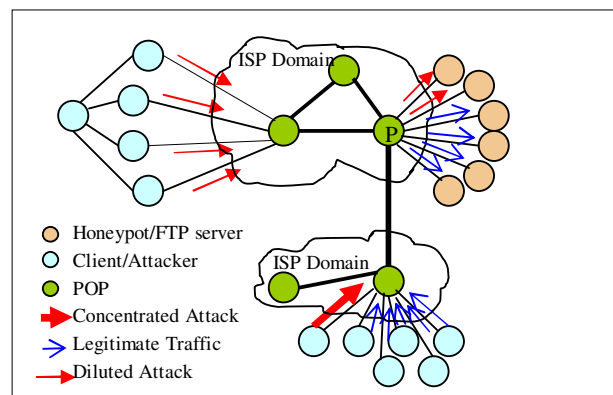 ISP Domain
P
ISP Domain
Honeypot/FTP server
Client/Attacker
POP
Concentrated Attack
Legitimate Traffic
Diluted Attack